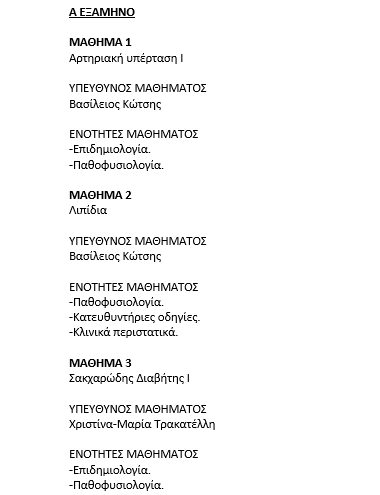 Α ΕΞΑΜΗΝΟ
ΜΑΘΗΜΑ 1
Αρτηριακή υπέρταση Ι
ΥΠΕΥΘΥΝΟΣ ΜΑΘΗΜΑΤΟΣ
Βασίλειος Κώτσης
ΕΝΟΤΗΤΕΣ ΜΑΘΗΜΑΤΟΣ
-Επιδημιολογία.
-Παθοφυσιολογία.
ΜΑΘΗΜΑ 2
Λιπίδια
ΥΠΕΥΘΥΝΟΣ ΜΑΘΗΜΑΤΟΣ
Βασίλειος Κώτσης
ΕΝΟΤΗΤΕΣ ΜΑΘΗΜΑΤΟΣ
-Παθοφυσιολογία.
-Κατευθυντήριες οδηγίες.
-Κλινικά περιστατικά.
ΜΑΘΗΜΑ 3
Σακχαρώδης Διαβήτης Ι
ΥΠΕΥΘΥΝΟΣ ΜΑΘΗΜΑΤΟΣ
Χριστίνα-Μαρία Τρακατέλλη
ΕΝΟΤΗΤΕΣ ΜΑΘΗΜΑΤΟΣ
-Επιδημιολογία.
-Παθοφυσιολογία.